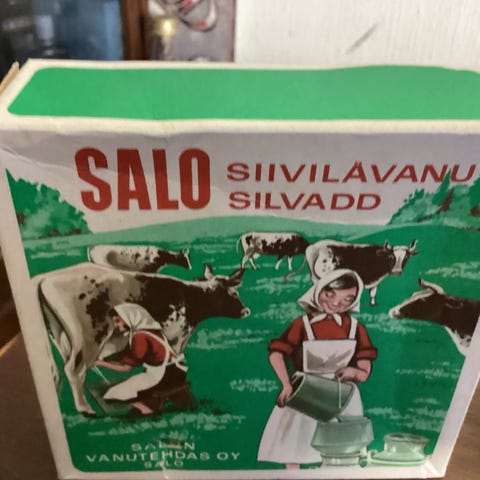 SALO SIIVILÄVANU
SILVADD
SALON
VANUTEHDAS OY
SALO